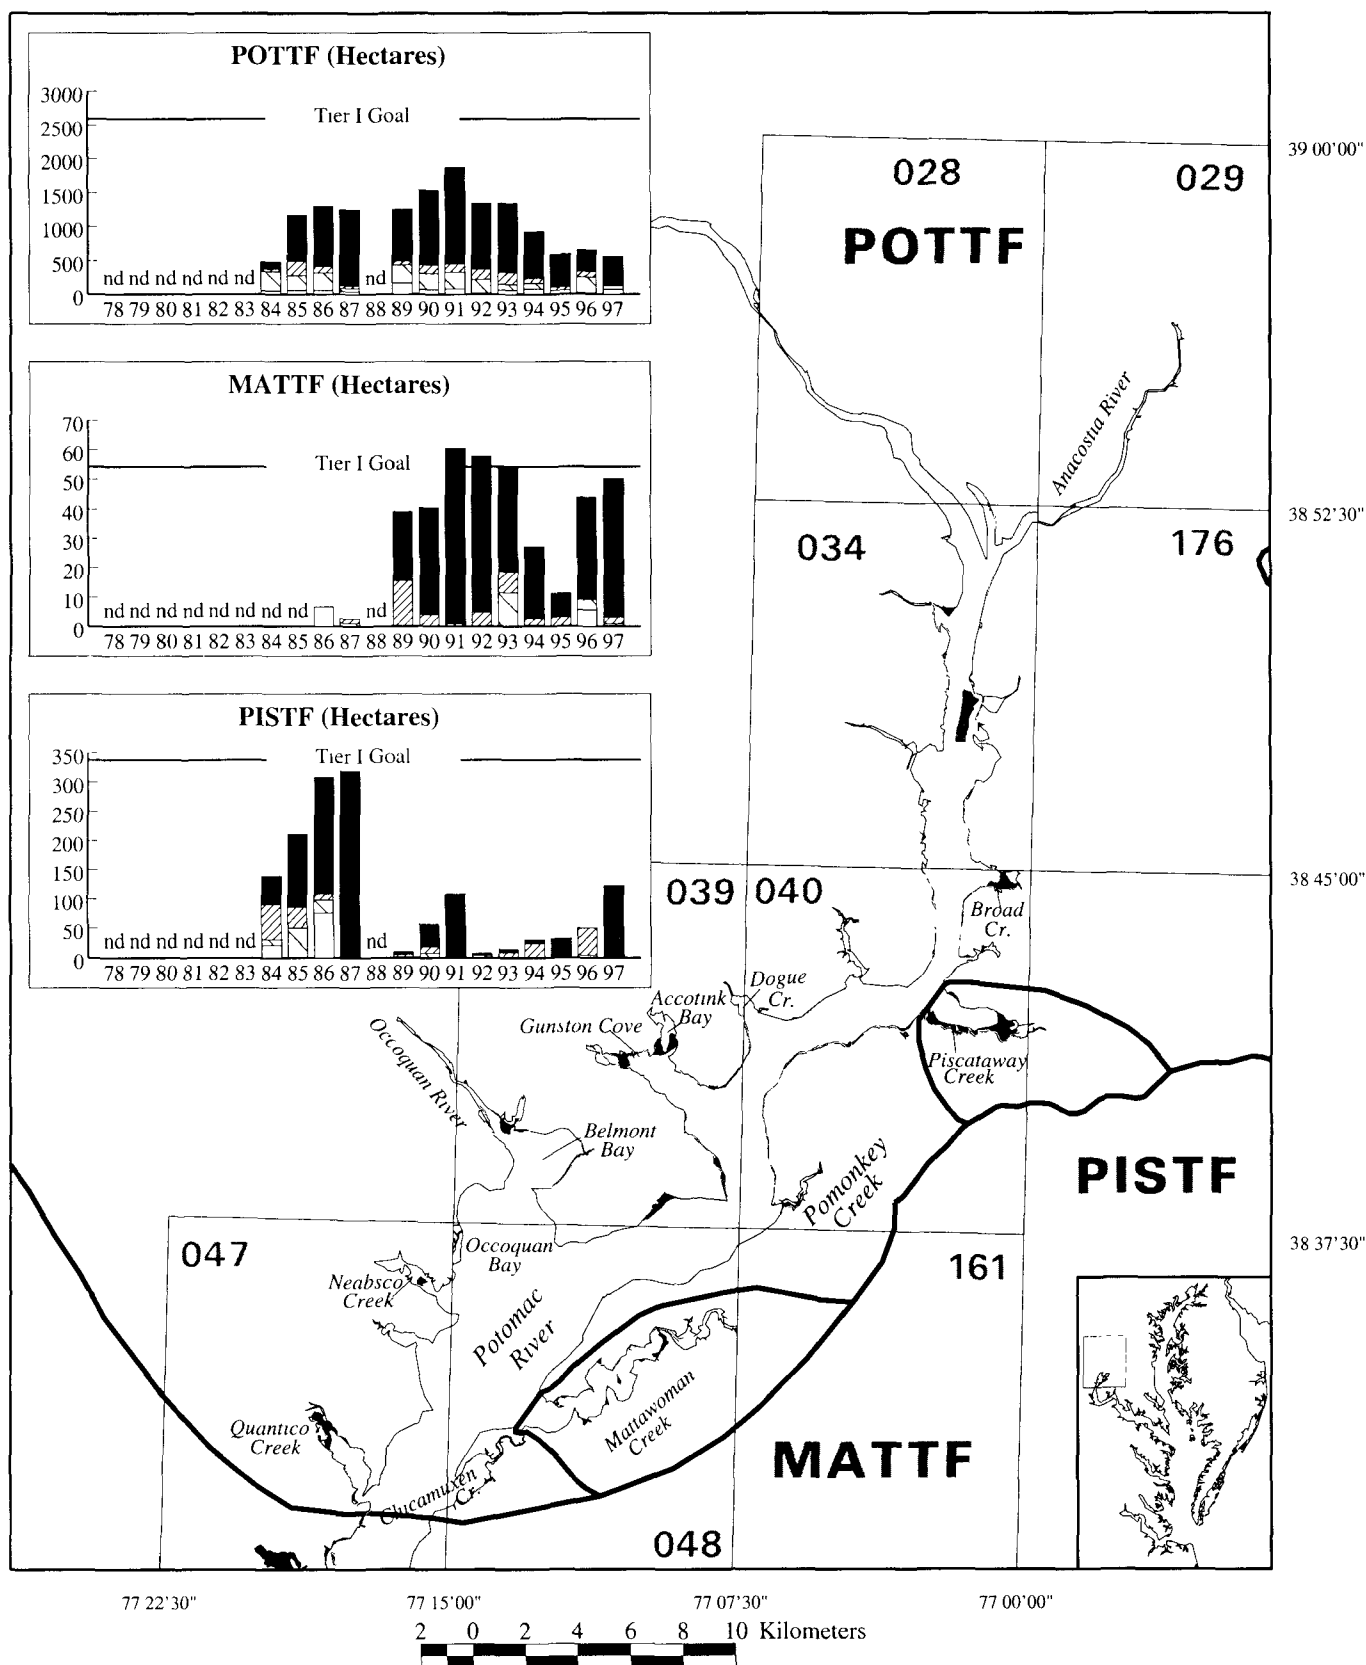 POTTF (Hectares)
3000
2500
2000
1500
1000
500
0
Tier I Goal
nd nd nd nd nd nd nd
78 79 80 81 82 83 84 85 86 87 88 89 90 91 92 93 94 95 96 97
MATTF (Hectares)
70
60
50
40
30
20
10
0
Tier I Goal
nd nd nd nd nd nd nd nd nd
78 79 80 81 82 83 84 85 86 87 88 89 90 91 92 93 94 95 96 97
PISTF (Hectares)
350
300
250
200
150
100
50
0
Tier I Goal
nd nd nd nd nd nd nd
78 79 80 81 82 83 84 85 86 87 88 89 90 91 92 93 94 95 96 97
028
029
POTTF
39 00'00"
Anacostia River
38 52'30"
034
176
38 45'00"
039
040
Broad
Cr.
Dogue
Cr.
Accotink
Bay
Gunston Cove
Occoquan River
Piscataway
Creek
Belmont
Bay
Pomonkey
Creek
PISTF
38 37'30"
047
Occoquan
Bay
161
Neabsco
Creek
Potomac
River
Quantico
Creek
Mattawoman
Creek
MATTF
Chicamuxen
Cr.
048
77 22'30"
77 15'00"
77 07'30"
77 00'00"
2 0 2 4 6 8 10 Kilometers